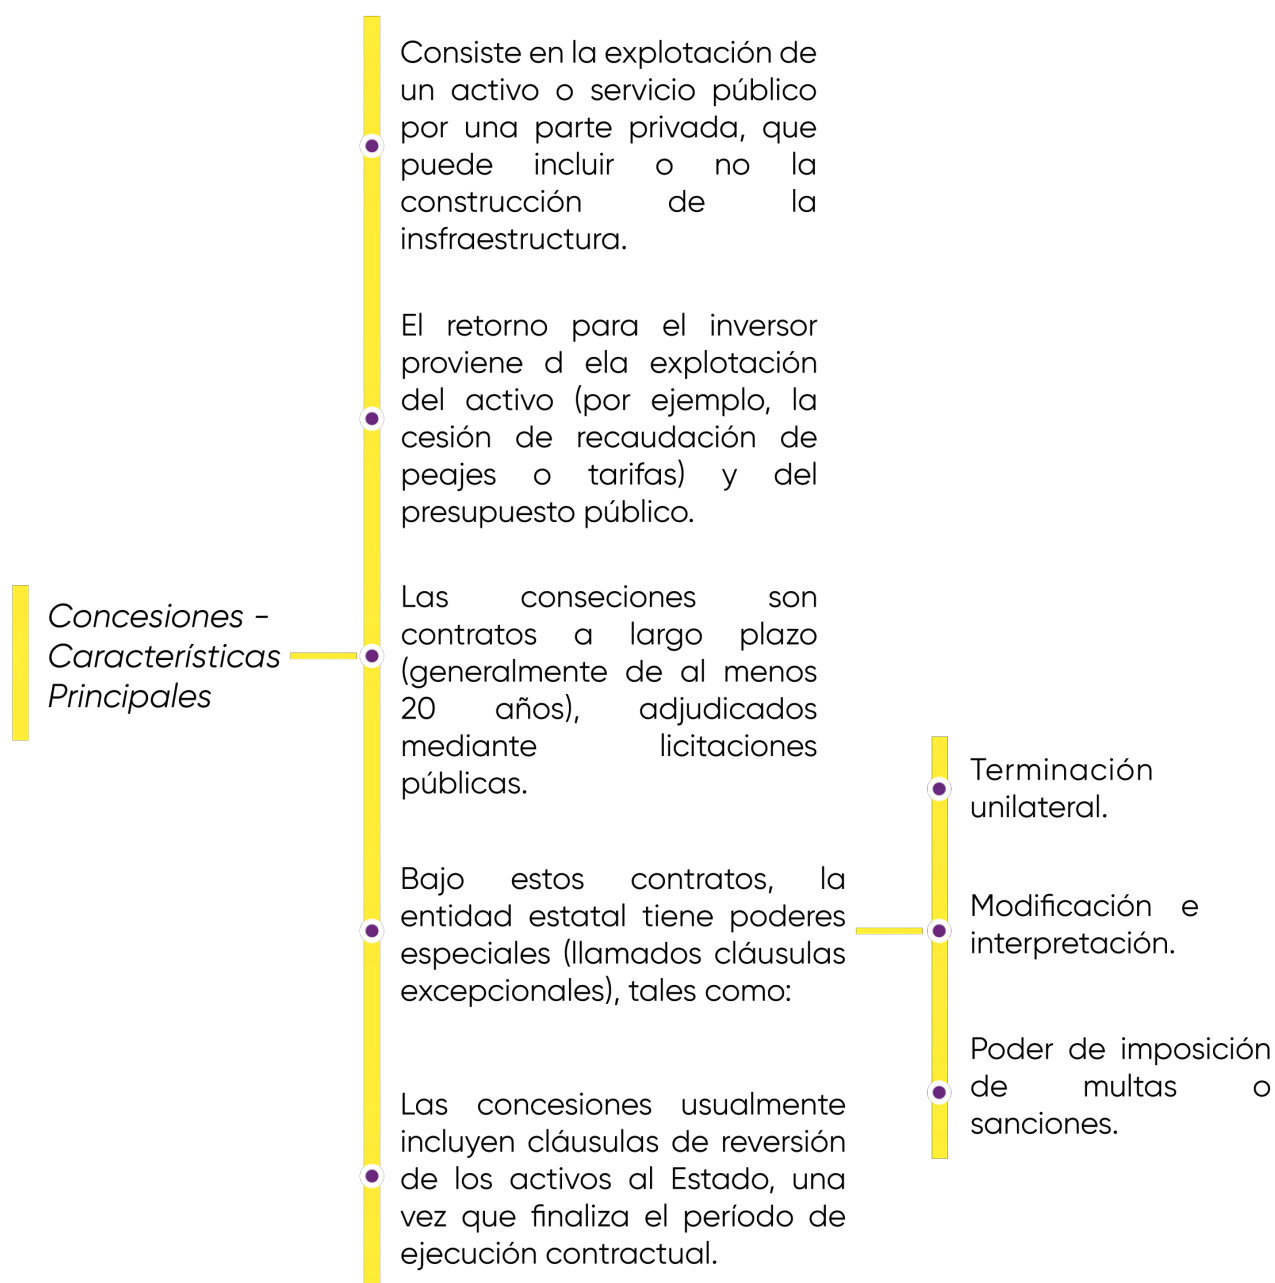 Concesiones -
Características
Principales
Consiste en la explotación de
un activo o servicio público
por una parte privada, que
puede incluir o no la
construcción de la
insfraestructura.
El retorno para el inversor
proviene d ela explotación
del activo (por ejemplo, la
cesión de recaudación de
peajes o tarifas) y del
presupuesto público.
Las conseciones son
contratos a largo plazo
(generalmente de al menos
20 años), adjudicados
mediante licitaciones
públicas.
Bajo estos contratos, la
entidad estatal tiene poderes
especiales (llamados cláusulas
excepcionales), tales como:
Terminación
unilateral.
Modificación e
interpretación.
Poder de imposición
de multas o
sanciones.
Las concesiones usualmente
incluyen cláusulas de reversión
de los activos al Estado, una
vez que finaliza el período de
ejecución contractual.